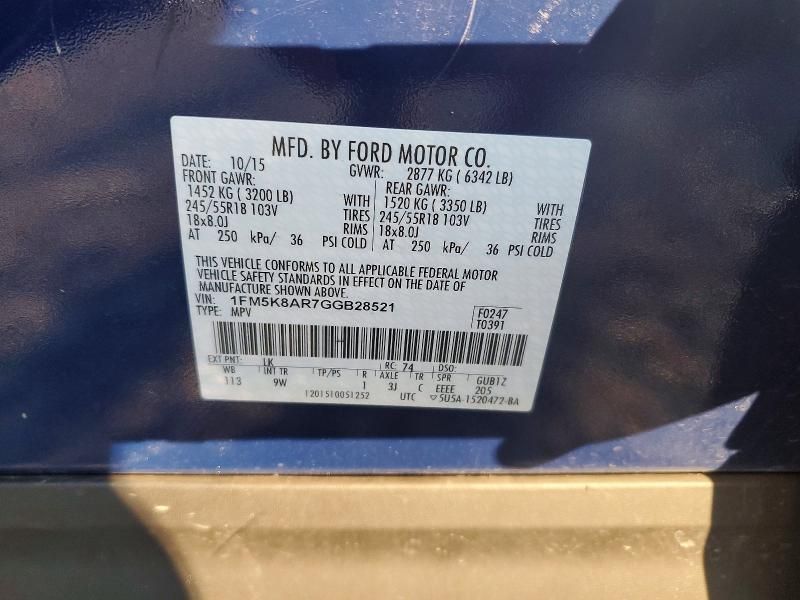 MFD. BY FORD MOTOR CO.
DATE: 10/15 GVWR: 2877 KG ( 6342 LB)
FRONT GAWR: REAR GAWR:
1452 KG ( 3200 LB) WITH 1520 KG ( 3350 LB) WITH
245/55R18 103V TIRES 245/55R18 103V TIRES
18x8.0J RIMS 18x8.0J RIMS
AT 250 kPa/ 36 PSI COLD AT 250 kPa/ 36 PSI COLD
THIS VEHICLE CONFORMS TO ALL APPLICABLE FEDERAL MOTOR
VEHICLE SAFETY STANDARDS IN EFFECT ON THE DATE OF
MANUFACTURE SHOWN ABOVE.
VIN: 1FM5K8AR7GGB28521 F0247
TYPE: MPV T0391
EXT PNT: LK RC: 74 DSO:
WB INT TR TP/PS R AXLE TR SPR GUB1Z
113 9W 1 3J C EEEE 205
1201510051252 UTC ▽5U5A-1520472-BA